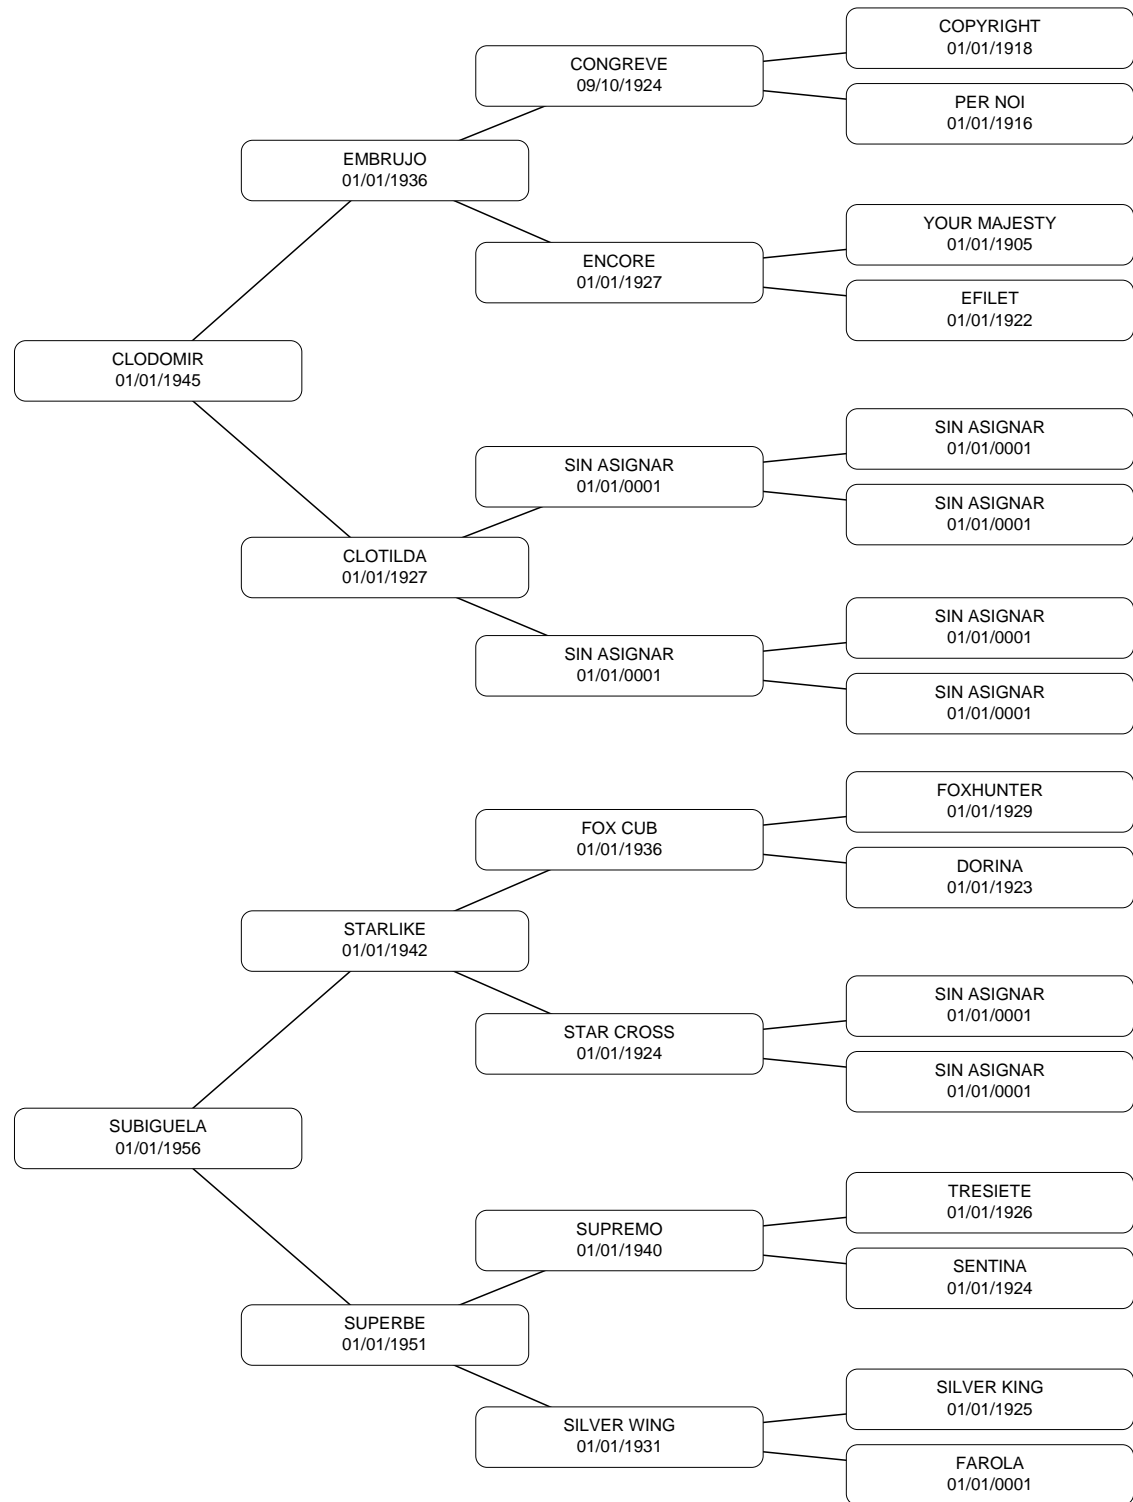 COPYRIGHT
01/01/1918
CONGREVE
09/10/1924
PER NOI
01/01/1916
EMBRUJO
01/01/1936
YOUR MAJESTY
01/01/1905
ENCORE
01/01/1927
EFILET
01/01/1922
CLODOMIR
01/01/1945
SIN ASIGNAR
01/01/0001
SIN ASIGNAR
01/01/0001
SIN ASIGNAR
01/01/0001
CLOTILDA
01/01/1927
SIN ASIGNAR
01/01/0001
SIN ASIGNAR
01/01/0001
SIN ASIGNAR
01/01/0001
FOXHUNTER
01/01/1929
FOX CUB
01/01/1936
DORINA
01/01/1923
STARLIKE
01/01/1942
SIN ASIGNAR
01/01/0001
STAR CROSS
01/01/1924
SIN ASIGNAR
01/01/0001
SUBIGUELA
01/01/1956
TRESIETE
01/01/1926
SUPREMO
01/01/1940
SENTINA
01/01/1924
SUPERBE
01/01/1951
SILVER KING
01/01/1925
SILVER WING
01/01/1931
FAROLA
01/01/0001